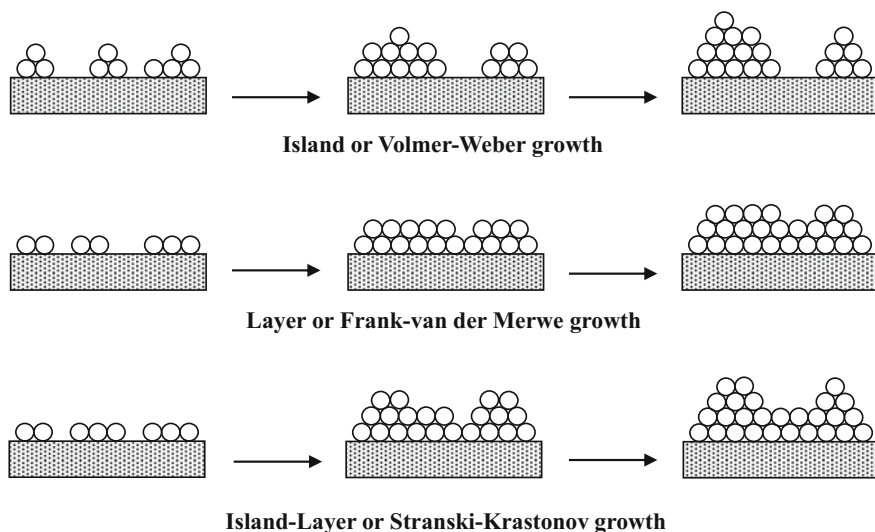 Island or Volmer-Weber growth
Layer or Frank-van der Merwe growth
Island-Layer or Stranski-Krastonov growth